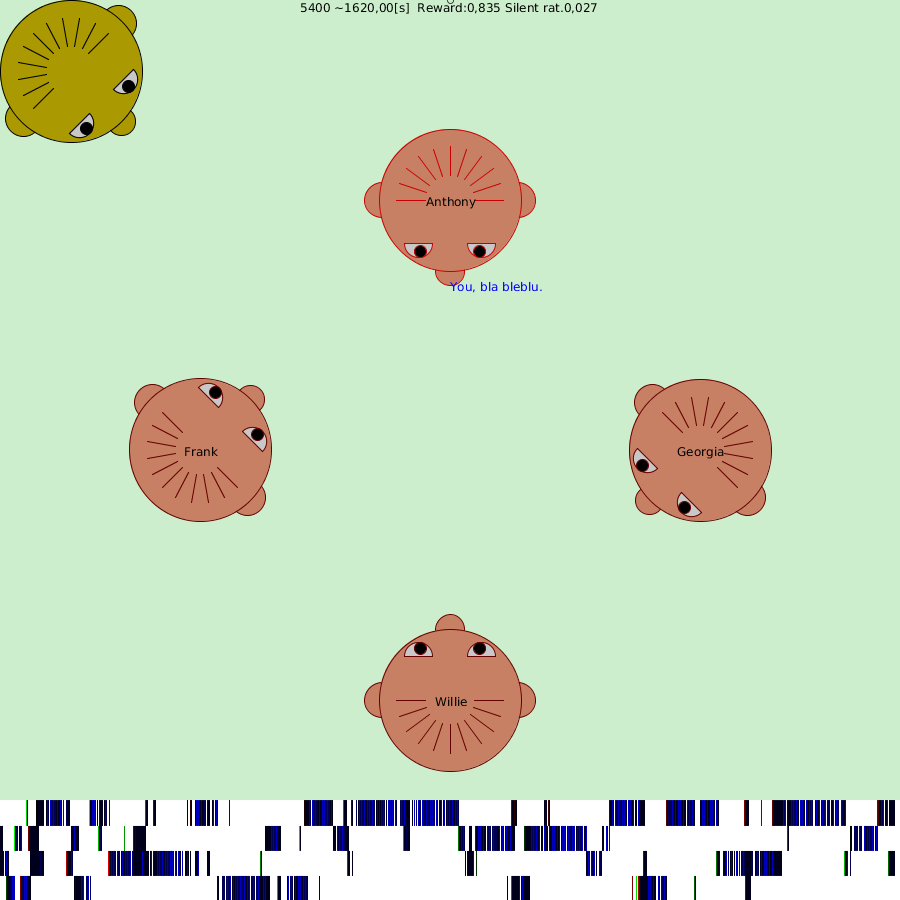 5400 ~1620,00[s]  Reward:0,835 Silent rat.0,027
Anthony
You, bla bleblu.
Frank
Georgia
Willie